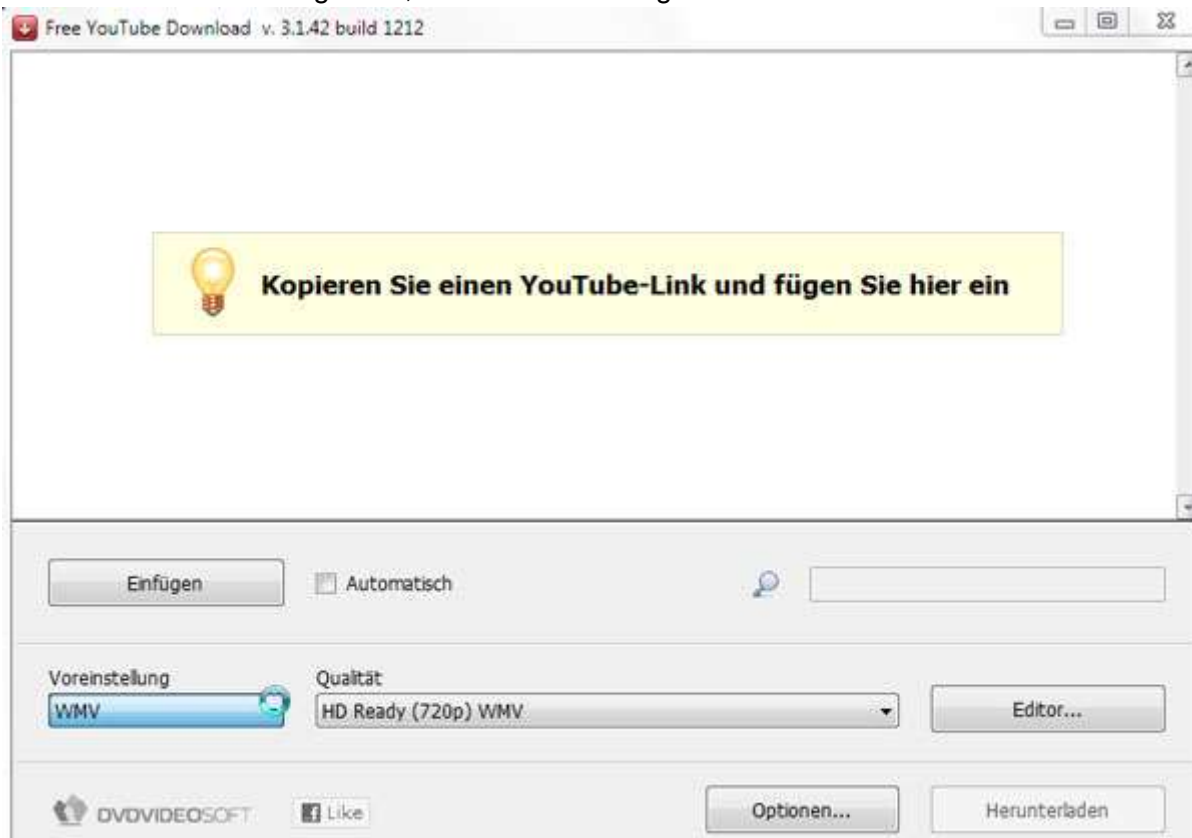 Free YouTube Download v. 3.1.42 build 1212
Kopieren Sie einen YouTube-Link und fügen Sie hier ein
Einfügen
Automatisch
Voreinstellung
Qualität
WMV
HD Ready (720p) WMV
Editor...
DVDVIDEOSOFT
Like
Optionen...
Herunterladen